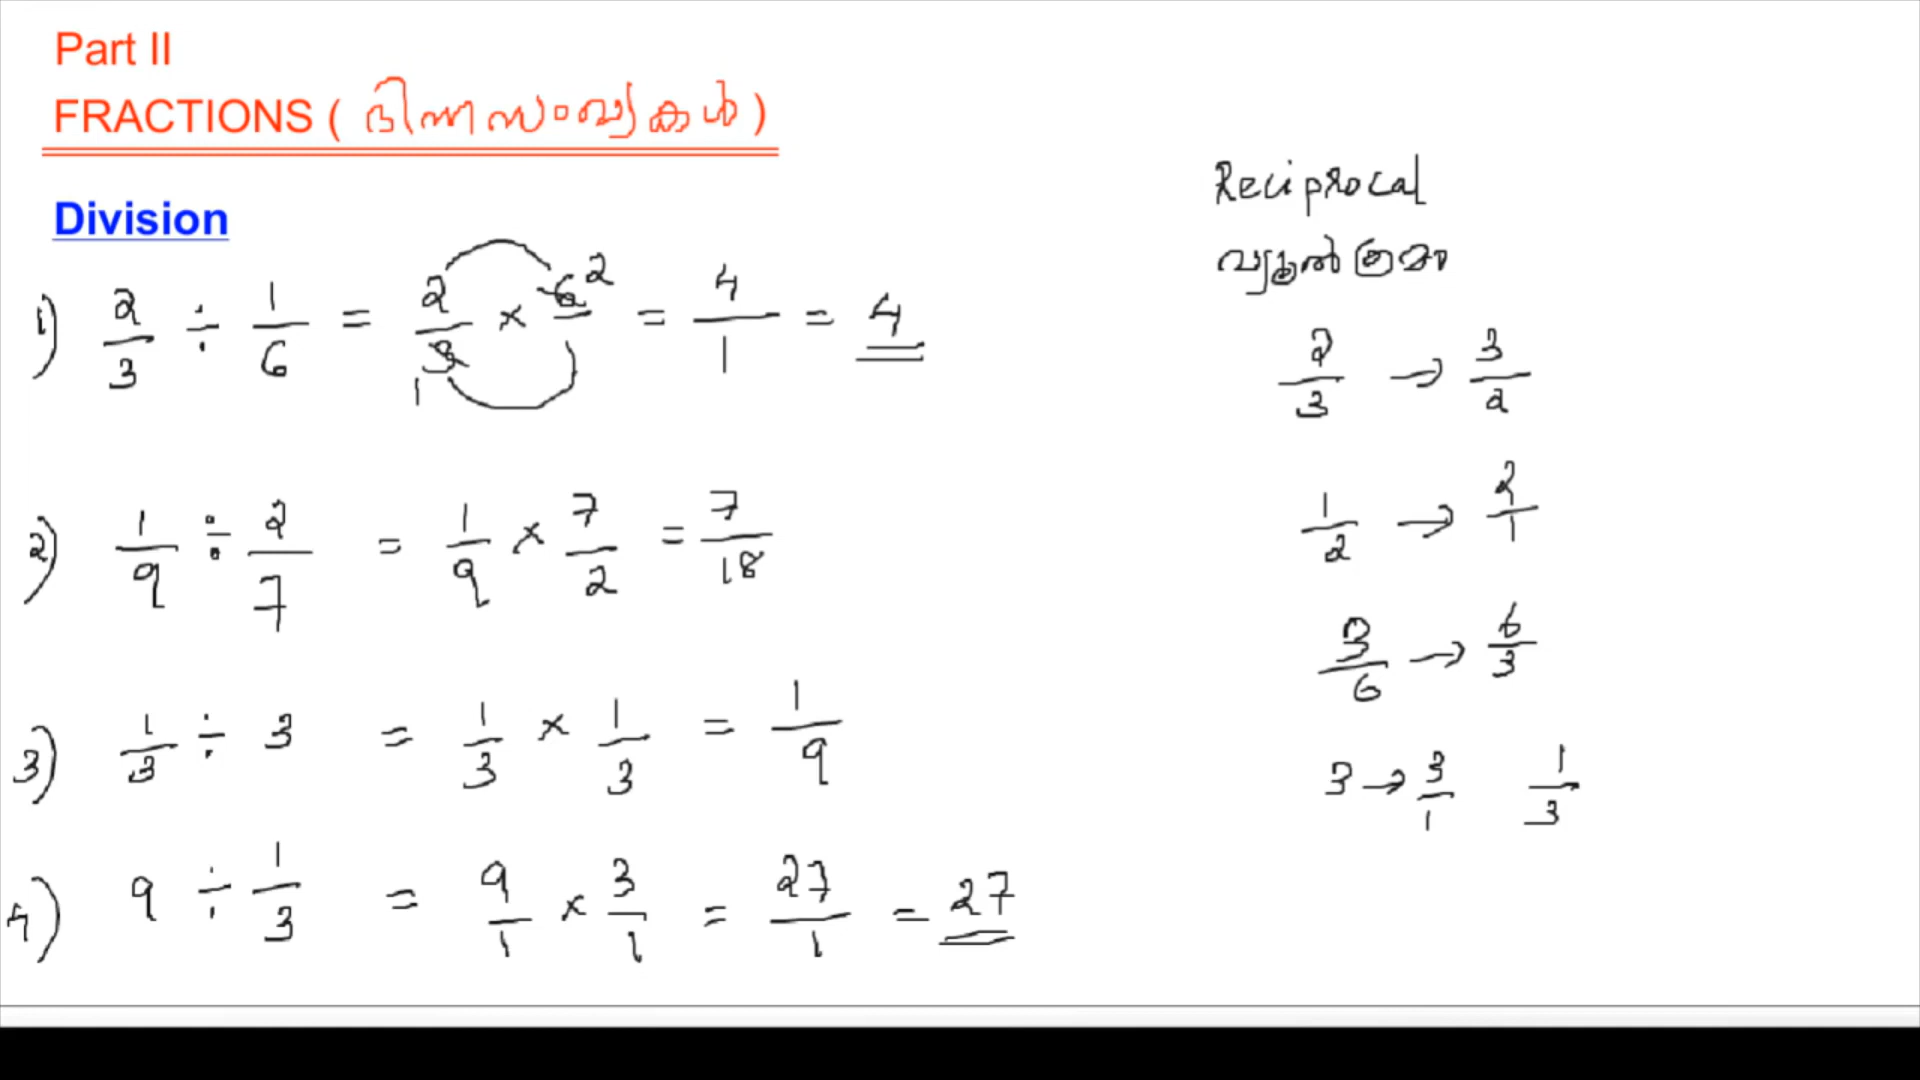 Part II
FRACTIONS ( ഭിന്നസംഖ്യകൾ )
Division
1) 2/3 ÷ 1/6 = 2/3 1 × 6/ 2 = 4/1 = 4
2) 1/9 ÷ 2/7 = 1/9 × 7/2 = 7/18
3) 1/3 ÷ 3 = 1/3 × 1/3 = 1/9
4) 9 ÷ 1/3 = 9/1 × 3/1 = 27/1 = 27
Reciprocal
വ്യുൽക്രമം
2/3 → 3/2
1/2 → 2/1
3/6 → 6/3
3 → 3/1 1/3